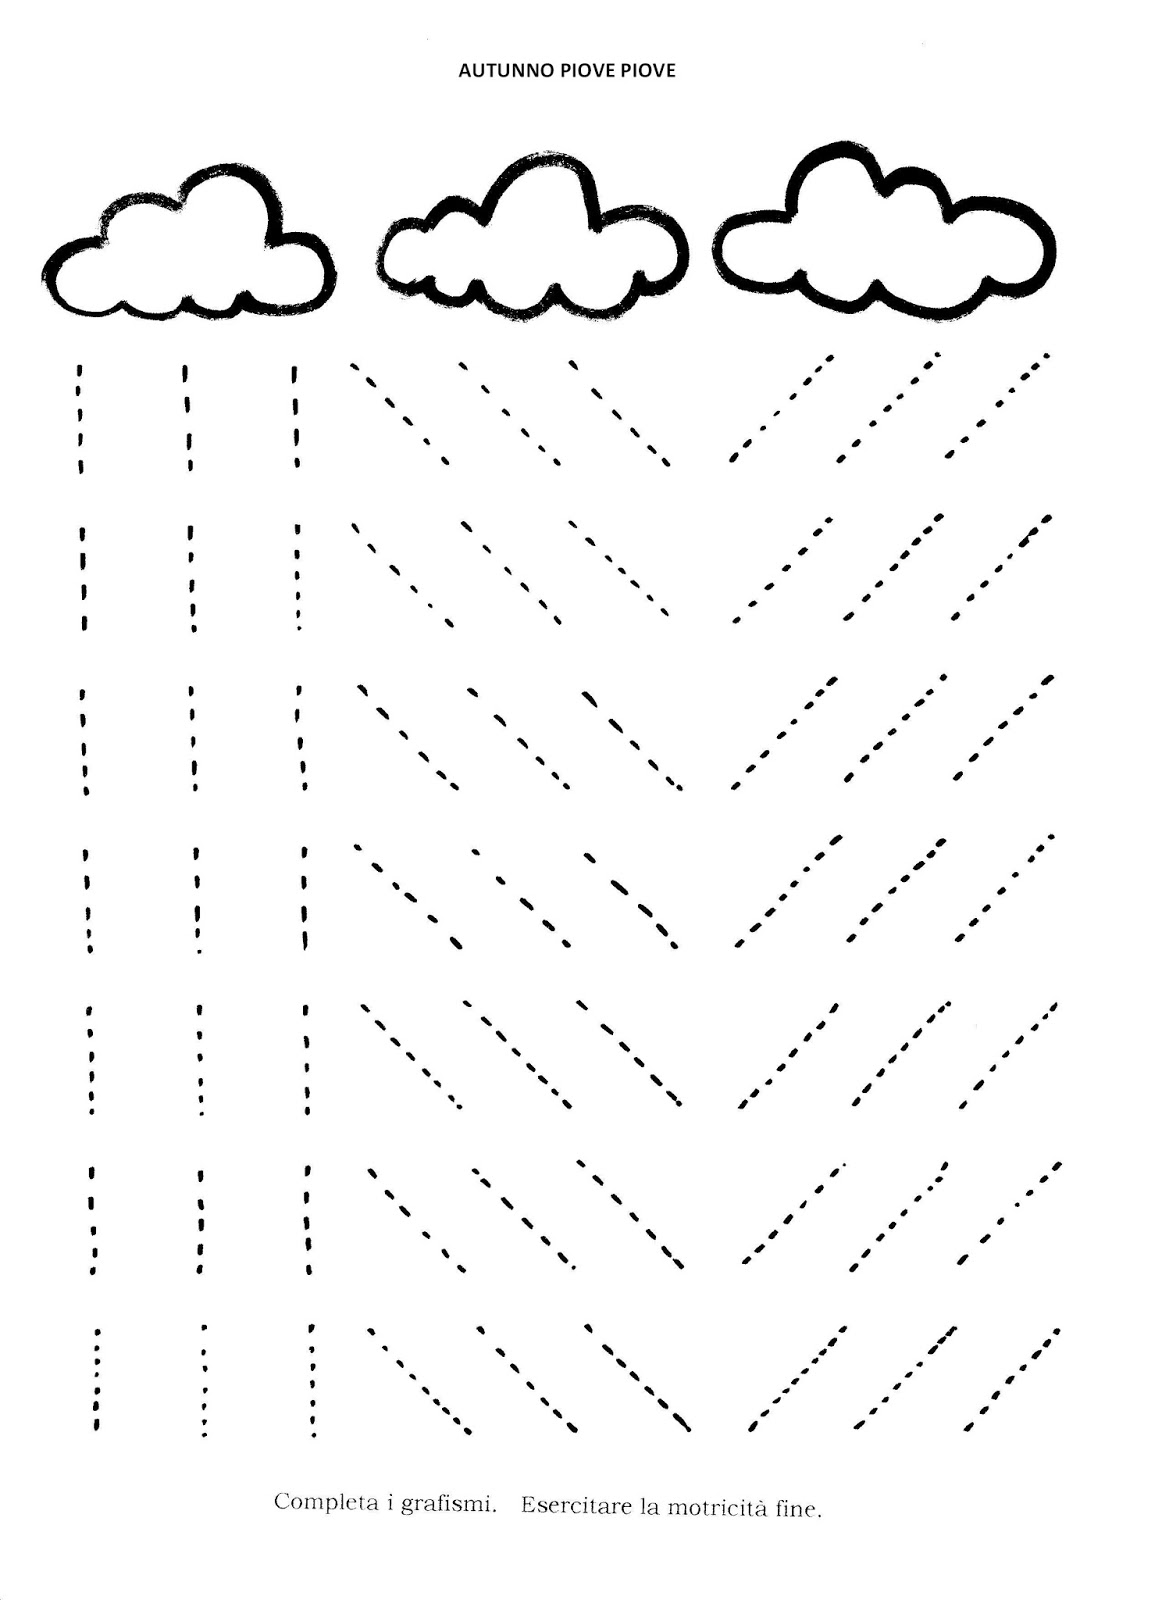 AUTUNNO PIOVE PIOVE
Completa i grafismi. Esercitare la motricità fine.